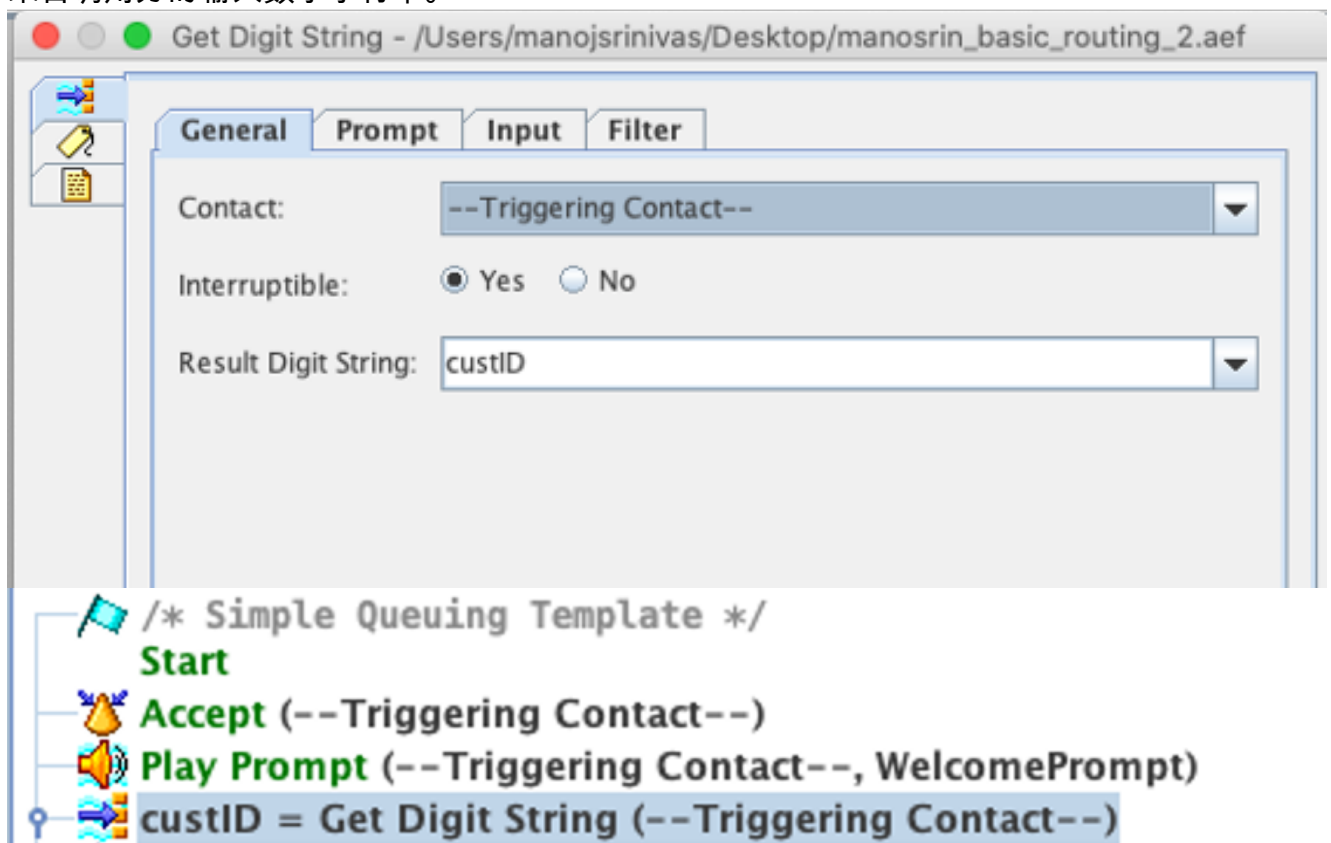 Get Digit String - /Users/manojsrinivas/Desktop/manosrin_basic_routing_2.aef
General Prompt Input Filter
Contact: --Triggering Contact--
Interruptible: Yes No
Result Digit String: custID
/* Simple Queuing Template */
Start
Accept (--Triggering Contact--)
Play Prompt (--Triggering Contact--, WelcomePrompt)
custID = Get Digit String (--Triggering Contact--)